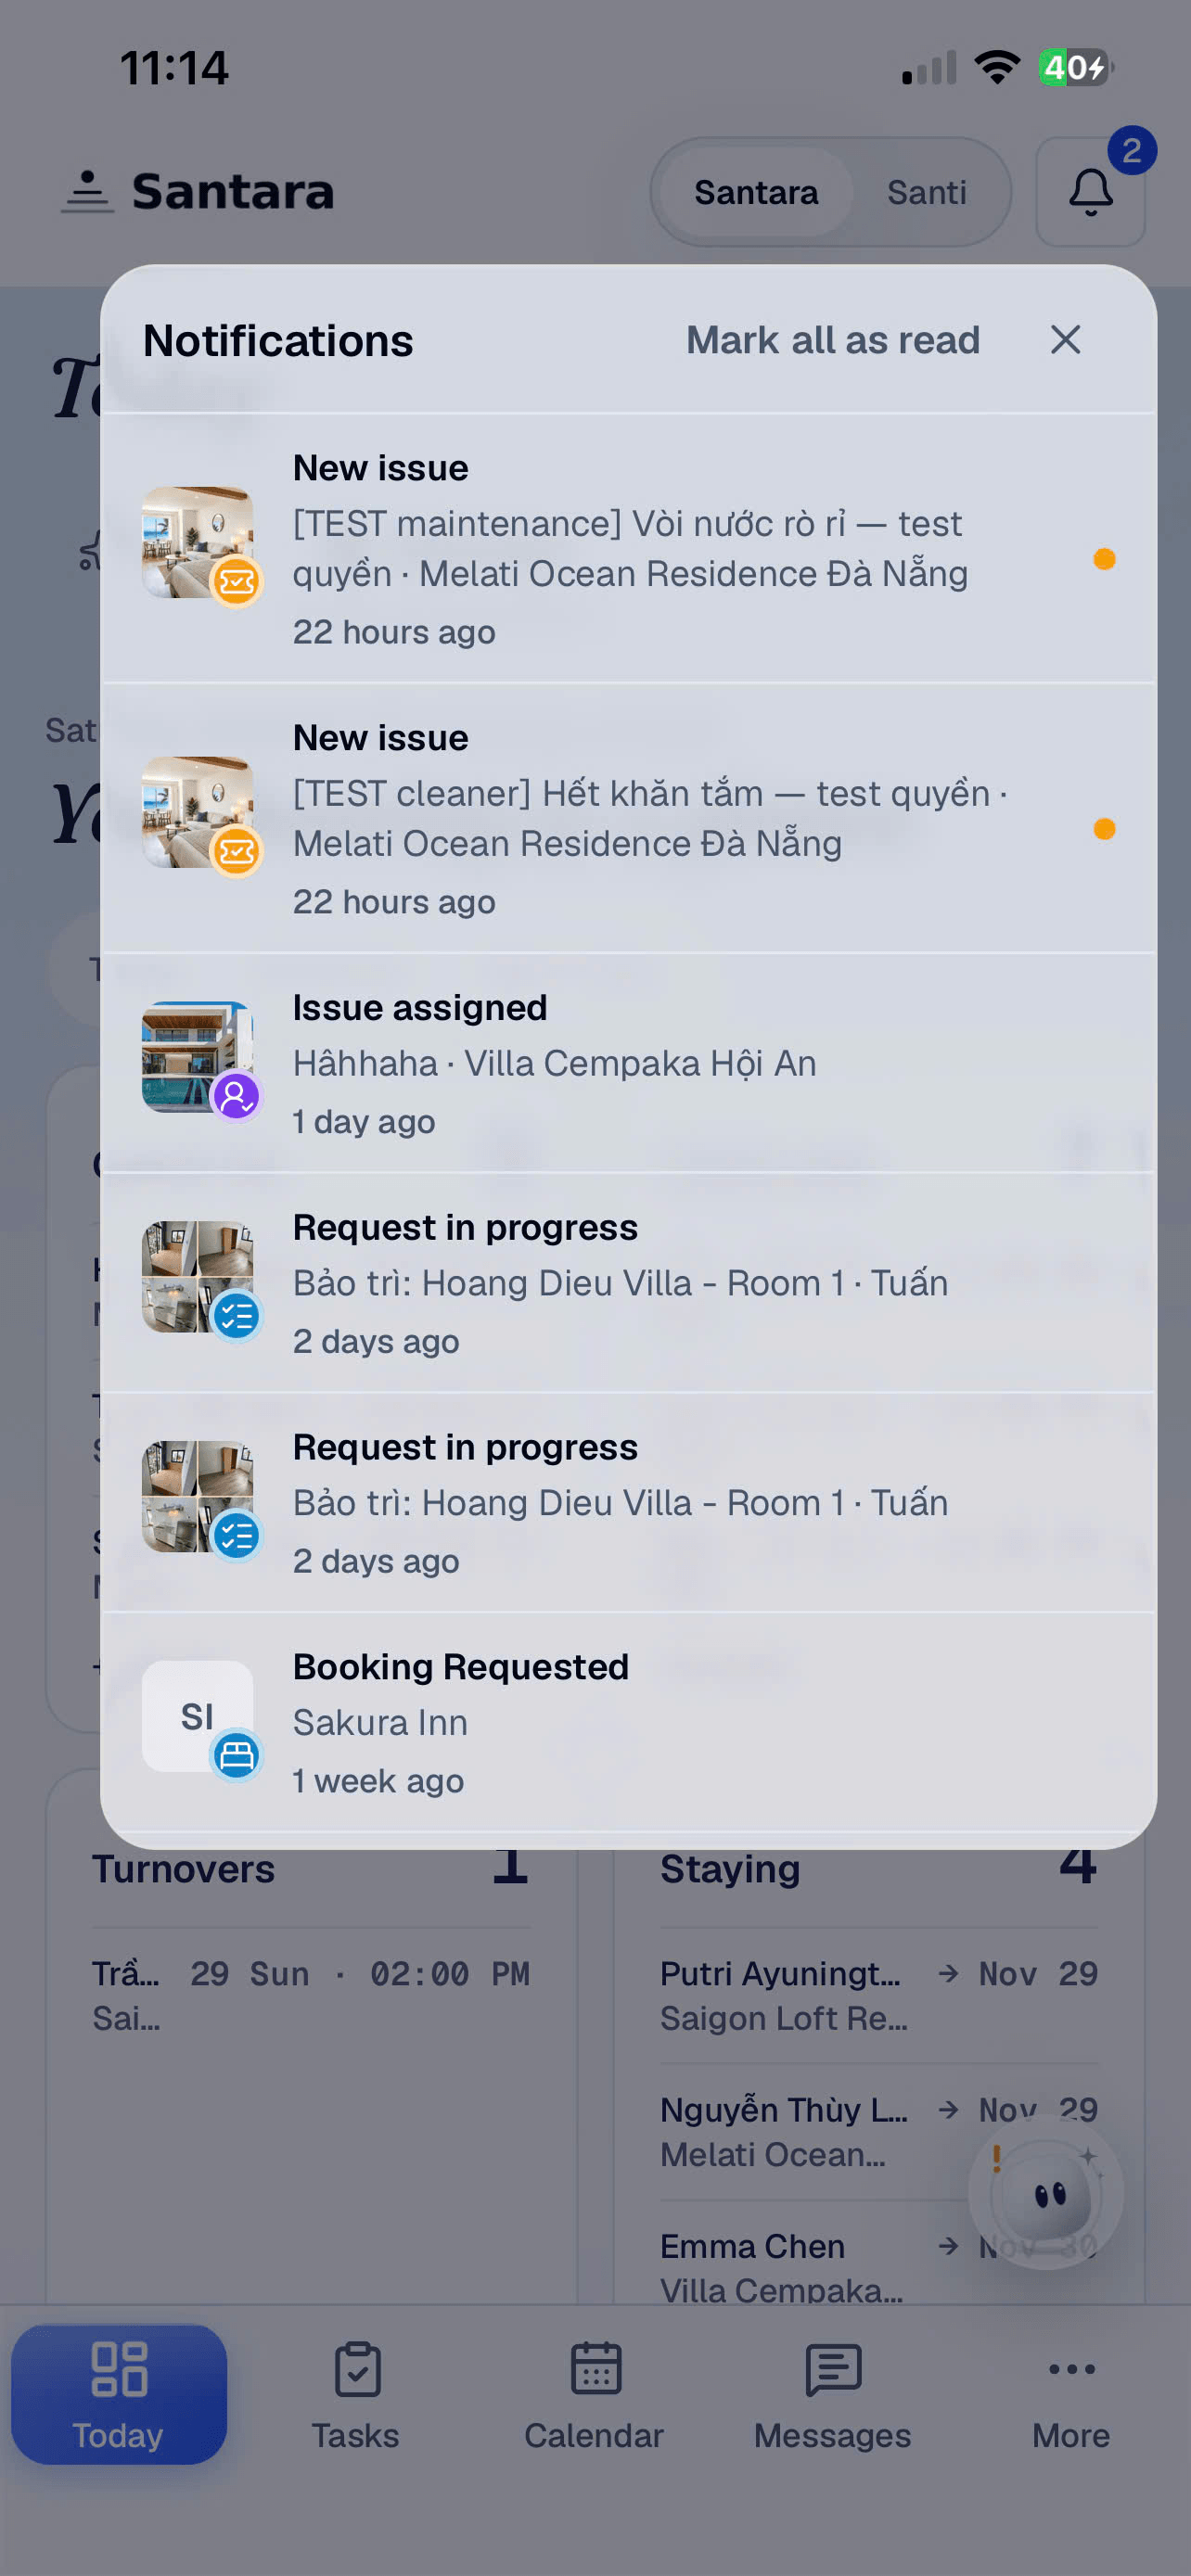 11:14
40
Santara
Santara
Santi
2
Notifications
Mark all as read
New issue
[TEST maintenance] Vòi nước rò rỉ — test
quyền · Melati Ocean Residence Đà Nẵng
22 hours ago
New issue
[TEST cleaner] Hết khăn tắm — test quyền ·
Melati Ocean Residence Đà Nẵng
22 hours ago
Issue assigned
Hâhhaha · Villa Cempaka Hội An
1 day ago
Request in progress
Bảo trì: Hoang Dieu Villa - Room 1 · Tuấn
2 days ago
Request in progress
Bảo trì: Hoang Dieu Villa - Room 1 · Tuấn
2 days ago
SI
Booking Requested
Sakura Inn
1 week ago
Turnovers
1
Trầ... 29 Sun · 02:00 PM
Sai...
Staying
4
Putri Ayuningt... → Nov 29
Saigon Loft Re...
Nguyễn Thùy L... → Nov 29
Melati Ocean...
Emma Chen → Nov 30
Villa Cempaka...
Today
Tasks
Calendar
Messages
More